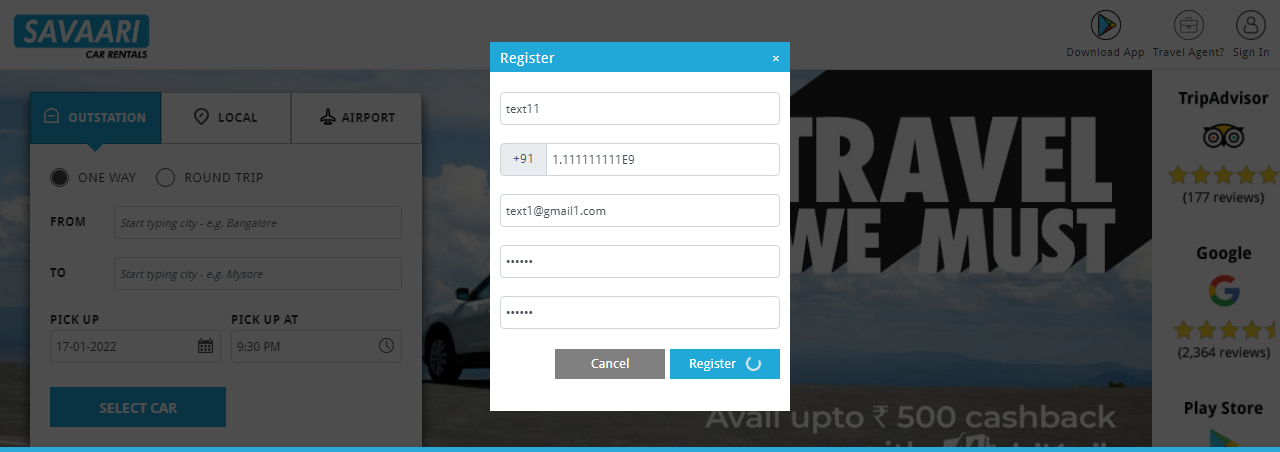 SAVAARI
CAR RENTALS
Download App
Travel Agent?
Sign In
Register
×
text11
+91
1.111111111E9
text1@gmail1.com
••••••
••••••
Cancel
Register
OUTSTATION
LOCAL
AIRPORT
ONE WAY
ROUND TRIP
FROM
Start typing city - e.g. Bangalore
TO
Start typing city - e.g. Mysore
PICK UP
PICK UP AT
17-01-2022
9:30 PM
SELECT CAR
TRAVEL
WE MUST
Avail upto ₹ 500 cashback
TripAdvisor
(177 reviews)
Google
(2,364 reviews)
Play Store